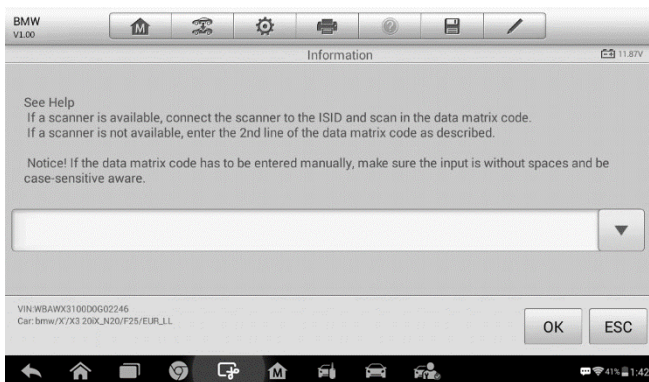 BMW
V1.00
Information
11.87V
See Help
If a scanner is available, connect the scanner to the ISID and scan in the data matrix code.
If a scanner is not available, enter the 2nd line of the data matrix code as described.
Notice! If the data matrix code has to be entered manually, make sure the input is without spaces and be
case-sensitive aware.
VIN:WBAWX3100D0G02246
Car:bmw/X'/X3 20iX_N20/F25/EUR_LL
OK
ESC
41%
1:42